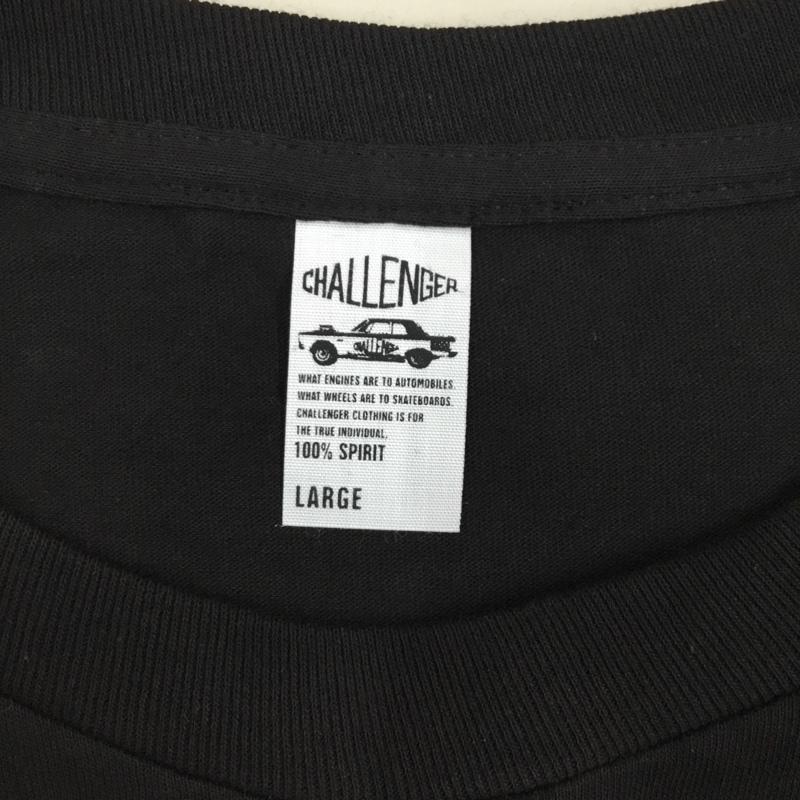 CHALLENGER
CHALLENGER
WHAT ENGINES ARE TO AUTOMOBILES.
WHAT WHEELS ARE TO SKATEBOARDS.
CHALLENGER CLOTHING IS FOR
THE TRUE INDIVIDUAL.
100% SPIRIT
LARGE